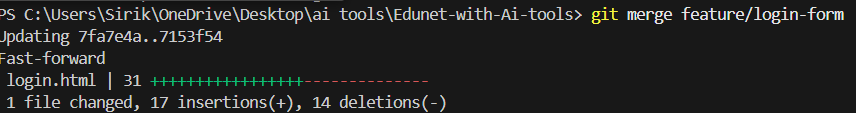 PS C:\Users\Sirik\OneDrive\Desktop\ai tools\Edunet-with-Ai-tools> git merge feature/login-form
Updating 7fa7e4a..7153f54
Fast-forward
 login.html | 31 +++++++++++++++++--------------
 1 file changed, 17 insertions(+), 14 deletions(-)